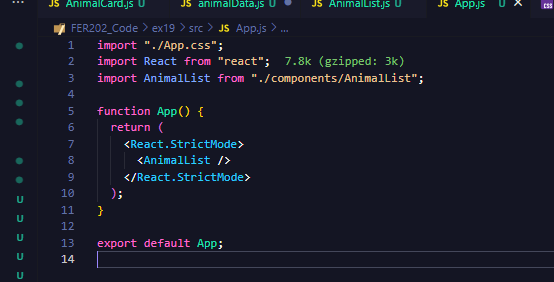 JS AnimalCard.js U JS animalData.js U JS AnimalList.js U JS App.js U
FER202_Code > ex19 > src > JS App.js > ...
1 import "./App.css";
2 import React from "react"; 7.8k (gzipped: 3k)
3 import AnimalList from "./components/AnimalList";
4
5 function App() {
6 return (
7 <React.StrictMode>
8 <AnimalList />
9 </React.StrictMode>
10 );
11 }
12
13 export default App;
14
U
U
U
U
U